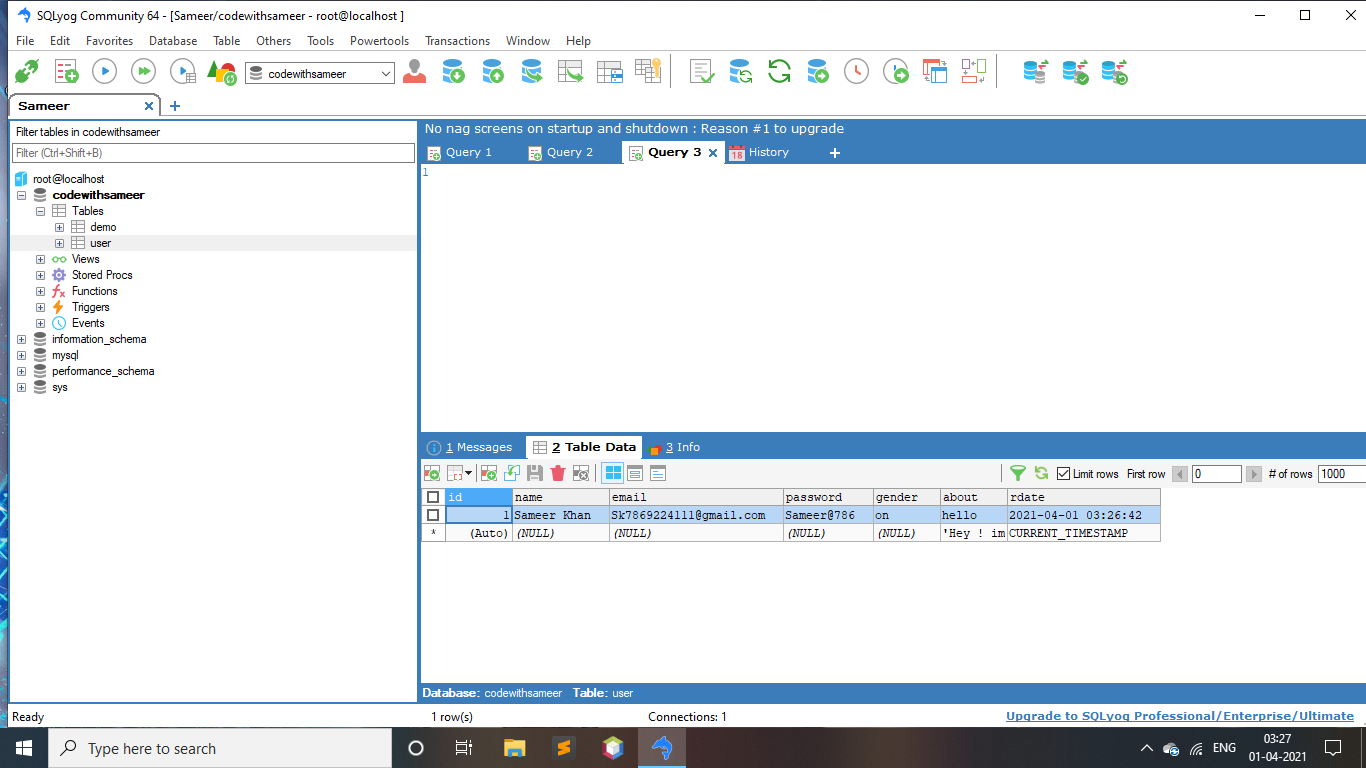 SQLyog Community 64 - [Sameer/codewithsameer - root@localhost ]
File Edit Favorites Database Table Others Tools Powertools Transactions Window Help
codewithsameer
Sameer
Filter tables in codewithsameer
Filter (Ctrl+Shift+B)
root@localhost
codewithsameer
Tables
demo
user
Views
Stored Procs
Functions
Triggers
Events
information_schema
mysql
performance_schema
sys
No nag screens on startup and shutdown : Reason #1 to upgrade
Query 1 Query 2 Query 3 18 History
1
1 Messages 2 Table Data 3 Info
Limit rows First row 0 # of rows 1000
id name email password gender about rdate
1 Sameer Khan Sk7869224111@gmail.com Sameer@786 on hello 2021-04-01 03:26:42
* (Auto) (NULL) (NULL) (NULL) (NULL) 'Hey ! im CURRENT_TIMESTAMP
Database: codewithsameer Table: user
Ready 1 row(s) Connections: 1 Upgrade to SQLyog Professional/Enterprise/Ultimate
Type here to search
ENG
03:27
01-04-2021